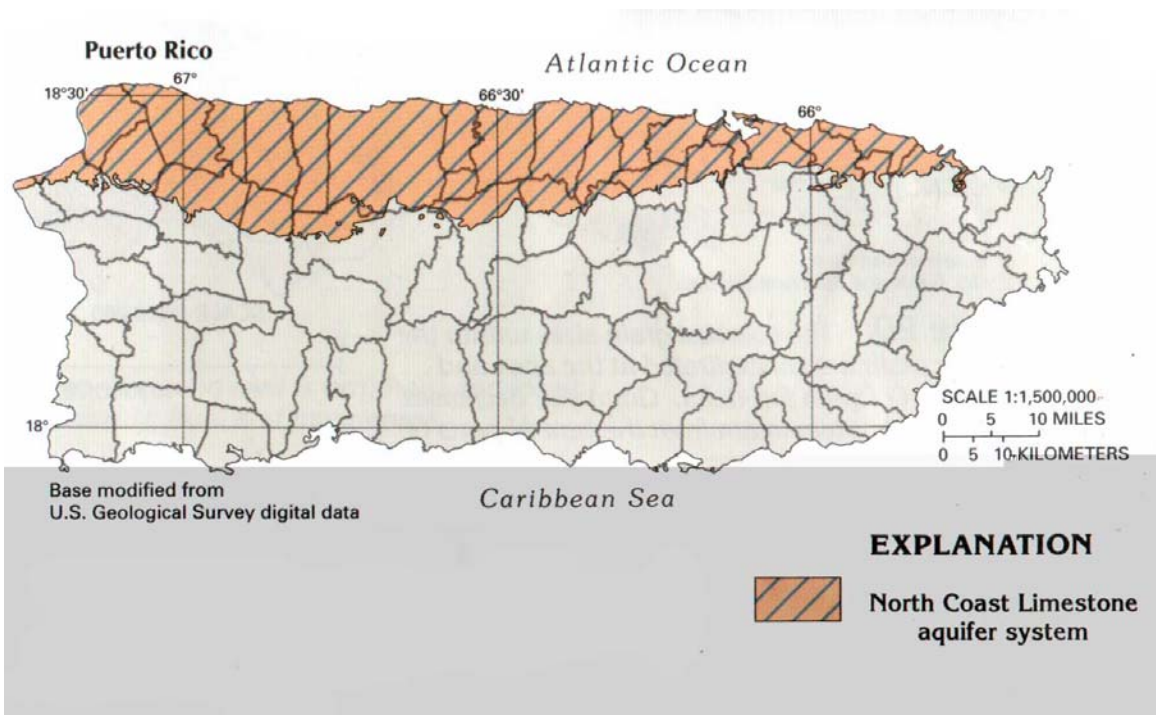 Puerto Rico
Atlantic Ocean
67°
18°30'
66°30'
66°
SCALE 1:1,500,000
0 5 10 MILES
0 5 10 KILOMETERS
18°
Base modified from
U.S. Geological Survey digital data
Caribbean Sea
EXPLANATION
North Coast Limestone
aquifer system